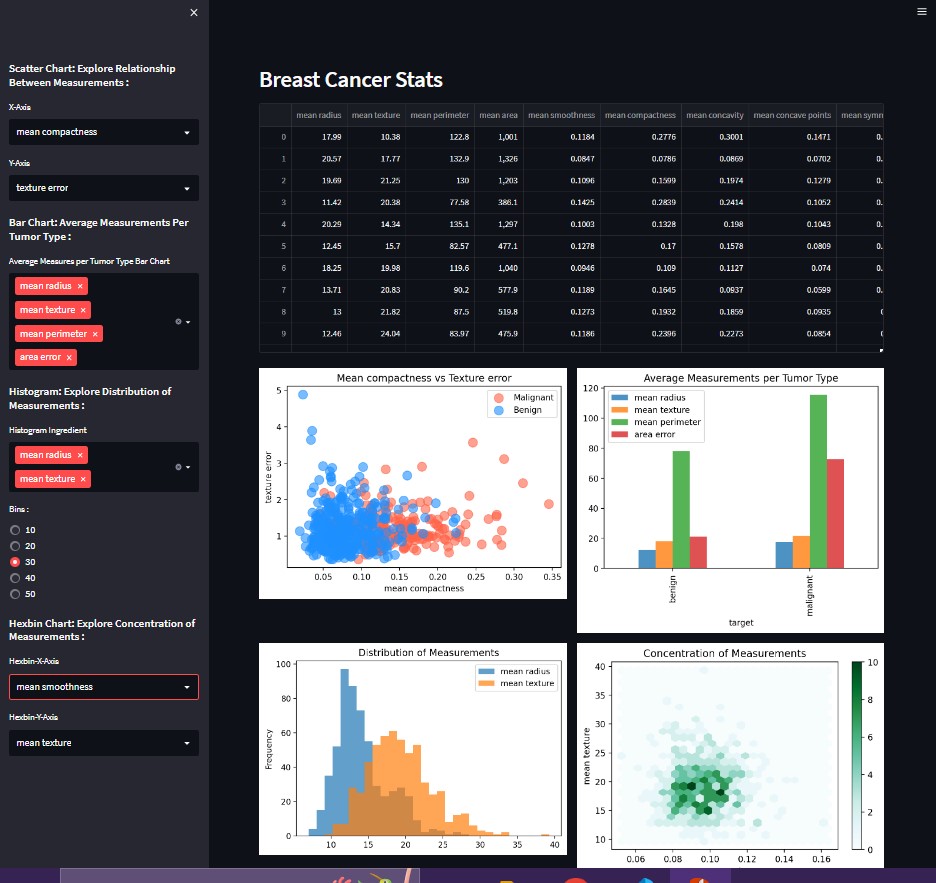 ×
Scatter Chart: Explore Relationship
Between Measurements :
X-Axis
mean compactness
Y-Axis
texture error
Bar Chart: Average Measurements Per
Tumor Type :
Average Measures per Tumor Type Bar Chart
mean radius ×
mean texture ×
mean perimeter ×
area error ×
Histogram: Explore Distribution of
Measurements :
Histogram Ingredient
mean radius ×
mean texture ×
Bins :
10
20
30
40
50
Hexbin Chart: Explore Concentration of
Measurements :
Hexbin-X-Axis
mean smoothness
Hexbin-Y-Axis
mean texture
Breast Cancer Stats
mean radius mean texture mean perimeter mean area mean smoothness mean compactness mean concavity mean concave points mean symn
0 17.99 10.38 122.8 1,001 0.1184 0.2776 0.3001 0.1471 0.
1 20.57 17.77 132.9 1,326 0.0847 0.0786 0.0869 0.0702 0.
2 19.69 21.25 130 1,203 0.1096 0.1599 0.1974 0.1279 0.
3 11.42 20.38 77.58 386.1 0.1425 0.2839 0.2414 0.1052 0.
4 20.29 14.34 135.1 1,297 0.1003 0.1328 0.198 0.1043 0.
5 12.45 15.7 82.57 477.1 0.1278 0.17 0.1578 0.0809 0.
6 18.25 19.98 119.6 1,040 0.0946 0.109 0.1127 0.074 0.
7 13.71 20.83 90.2 577.9 0.1189 0.1645 0.0937 0.0599 0.
8 13 21.82 87.5 519.8 0.1273 0.1932 0.1859 0.0935 0
9 12.46 24.04 83.97 475.9 0.1186 0.2396 0.2273 0.0854 0
Mean compactness vs Texture error
Malignant
Benign
5
4
3
2
1
texture error
0.05 0.10 0.15 0.20 0.25 0.30 0.35
mean compactness
Average Measurements per Tumor Type
mean radius
mean texture
mean perimeter
area error
120
100
80
60
40
20
0
benign
malignant
target
Distribution of Measurements
mean radius
mean texture
100
80
60
40
20
0
Frequency
10 15 20 25 30 35 40
Concentration of Measurements
40
35
30
25
20
15
10
mean texture
0.06 0.08 0.10 0.12 0.14 0.16
10
8
6
4
2
0